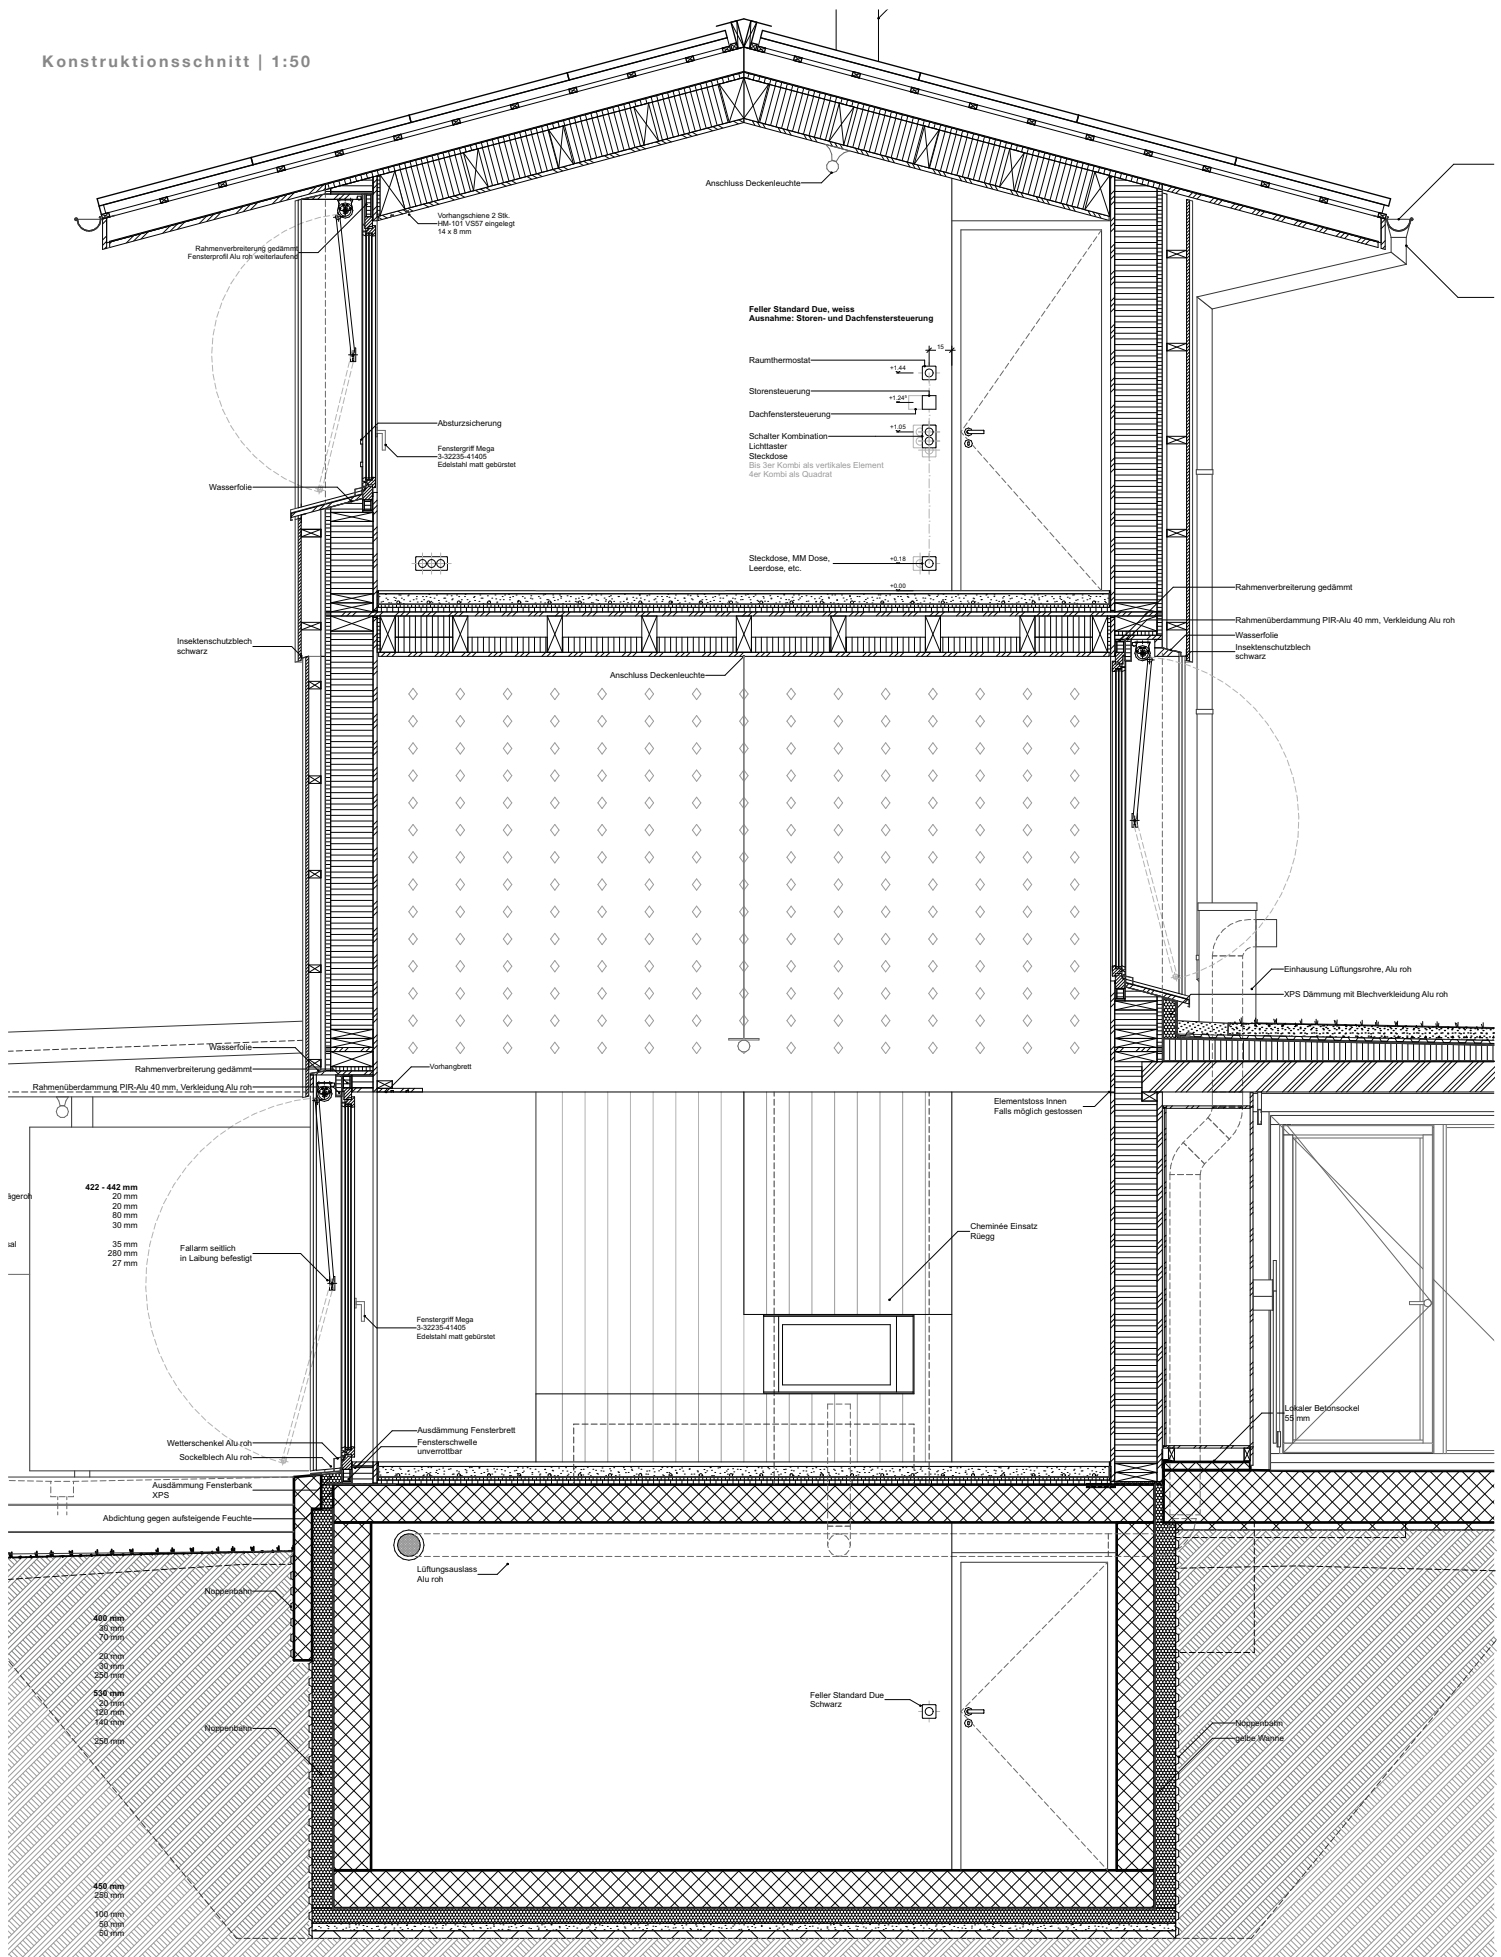 Konstruktionsschnitt | 1:50
Anschluss Deckenleuchte
Vorhangschiene 2 Stk.
HM-101 VS57 eingelegt
14 x 8 mm
Rahmenverbreiterung gedämmt
Fensterprofil Alu roh weiterlaufend
Feller Standard Due, weiss
Ausnahme: Storen- und Dachfenstersteuerung
15
Raumthermostat
+1.44
Storensteuerung
+1.24⁵
Dachfenstersteuerung
+1.05
Schalter Kombination
Lichttaster
Steckdose
Bis 3er Kombi als vertikales Element
4er Kombi als Quadrat
Absturzsicherung
Fenstergriff Mega
3-32235-41405
Edelstahl matt gebürstet
Wasserfolie
Steckdose, MM Dose,
Leerdose, etc.
+0.18
+0.00
Rahmenverbreiterung gedämmt
Rahmenüberdammung PIR-Alu 40 mm, Verkleidung Alu roh
Wasserfolie
Insektenschutzblech
schwarz
Insektenschutzblech
schwarz
Anschluss Deckenleuchte
Einhausung Lüftungsrohre, Alu roh
XPS Dämmung mit Blechverkleidung Alu roh
Wasserfolie
Rahmenverbreiterung gedämmt
Rahmenüberdammung PIR-Alu 40 mm, Verkleidung Alu roh
Vorhangbrett
Elementstoss Innen
Falls möglich gestossen
422 - 442 mm
20 mm
20 mm
80 mm
30 mm
35 mm
280 mm
27 mm
Fallarm seitlich
in Laibung befestigt
Cheminée Einsatz
Rüegg
Fenstergriff Mega
3-32235-41405
Edelstahl matt gebürstet
Lokaler Betonsockel
55 mm
Ausdämmung Fensterbrett
Fensterschwelle
unverrottbar
Wetterschenkel Alu roh
Sockelblech Alu roh
Ausdämmung Fensterbank
XPS
Abdichtung gegen aufsteigende Feuchte
Lüftungsauslass
Alu roh
Noppenbahn
400 mm
30 mm
70 mm
20 mm
30 mm
250 mm
530 mm
20 mm
120 mm
140 mm
250 mm
Feller Standard Due
Schwarz
Noppenbahn
Noppenbahn
gelbe Wanne
450 mm
250 mm
100 mm
50 mm
50 mm